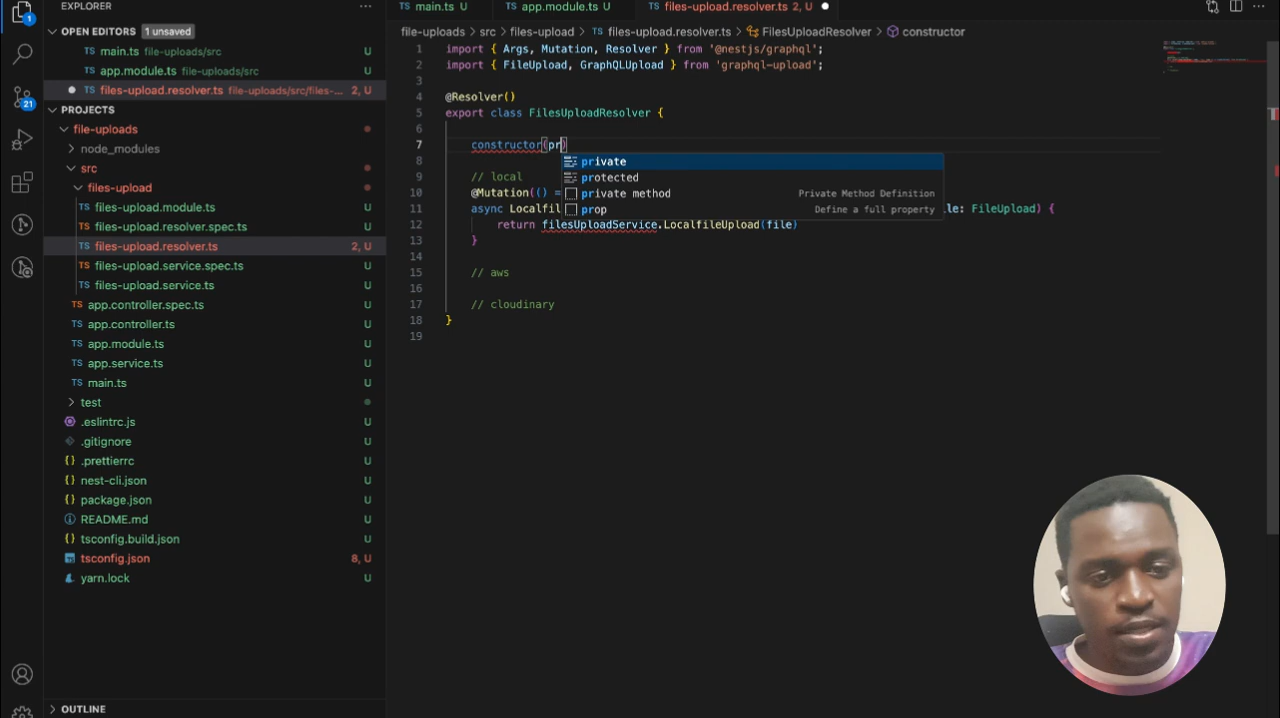 EXPLORER
main.ts U
app.module.ts U
files-upload.resolver.ts 2, U
OPEN EDITORS 1 unsaved
file-uploads > src > files-upload > files-upload.resolver.ts > FilesUploadResolver > constructor
main.ts file-uploads/src U
app.module.ts file-uploads/src U
files-upload.resolver.ts file-uploads/src/files-... 2, U
PROJECTS
file-uploads
node_modules
src
files-upload
files-upload.module.ts U
files-upload.resolver.spec.ts U
files-upload.resolver.ts 2, U
files-upload.service.spec.ts U
files-upload.service.ts U
app.controller.spec.ts U
app.controller.ts U
app.module.ts U
app.service.ts U
main.ts U
test
.eslintrc.js U
.gitignore U
.prettierrc U
nest-cli.json U
package.json U
README.md U
tsconfig.build.json U
tsconfig.json 8, U
yarn.lock U
OUTLINE
1
21
1 import { Args, Mutation, Resolver } from '@nestjs/graphql';
2 import { FileUpload, GraphQLUpload } from 'graphql-upload';
3
4 @Resolver()
5 export class FilesUploadResolver {
6
7 constructor(pr)
8
9 // local
10 @Mutation(() =
11 async Localfil le: FileUpload) {
12 return filesUploadService.LocalfileUpload(file)
13 }
14
15 // aws
16
17 // cloudinary
18 }
19
private
protected
private method Private Method Definition
prop Define a full property